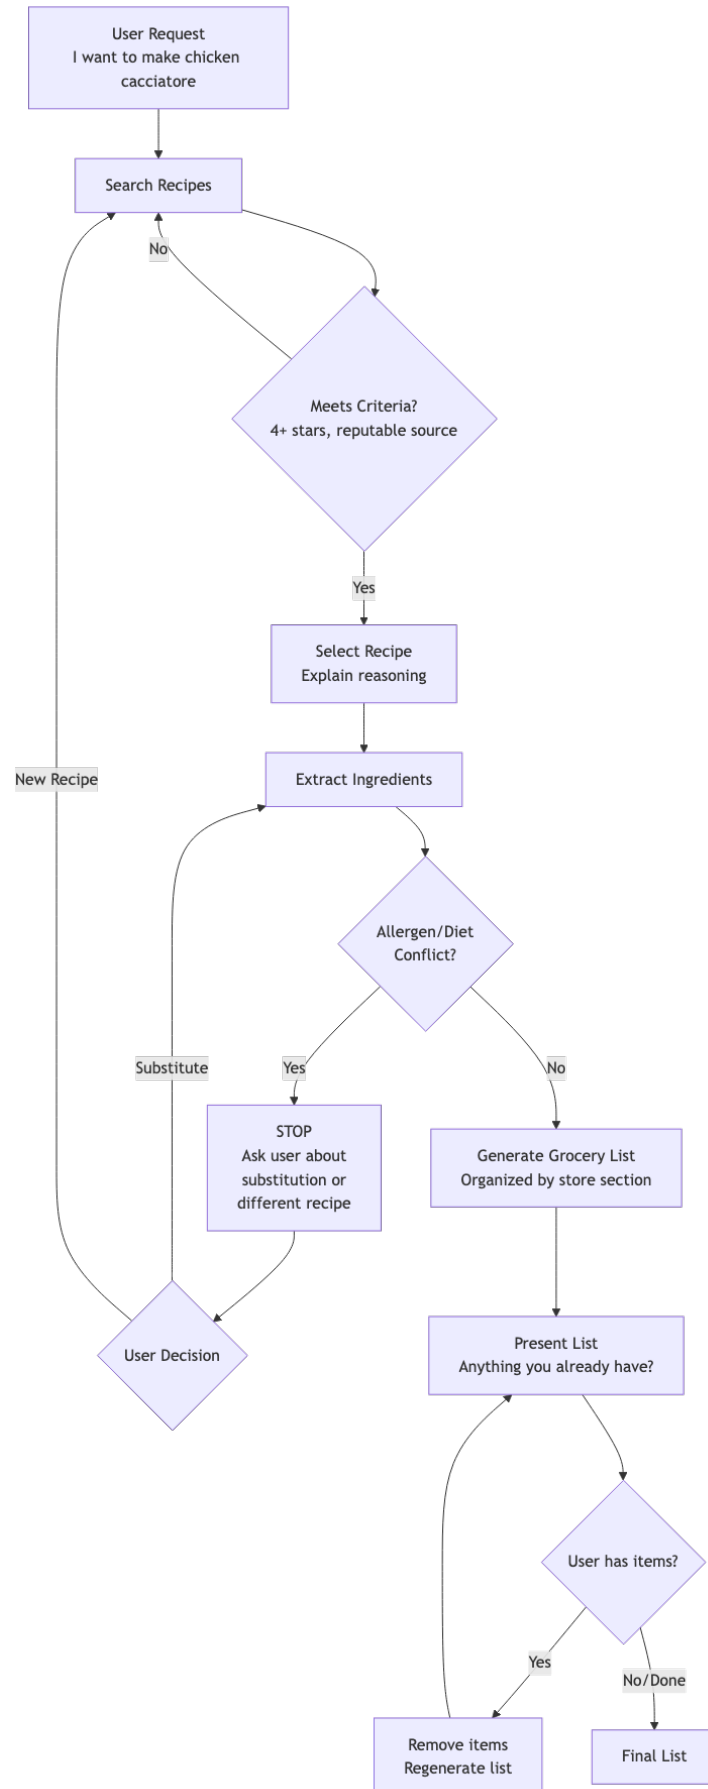 User Request
I want to make chicken
cacciatore
Search Recipes
No
Meets Criteria?
4+ stars, reputable source
Yes
Select Recipe
Explain reasoning
New Recipe
Extract Ingredients
Allergen/Diet
Conflict?
Substitute
Yes
No
STOP
Ask user about
substitution or
different recipe
Generate Grocery List
Organized by store section
User Decision
Present List
Anything you already have?
User has items?
Yes
No/Done
Remove items
Regenerate list
Final List